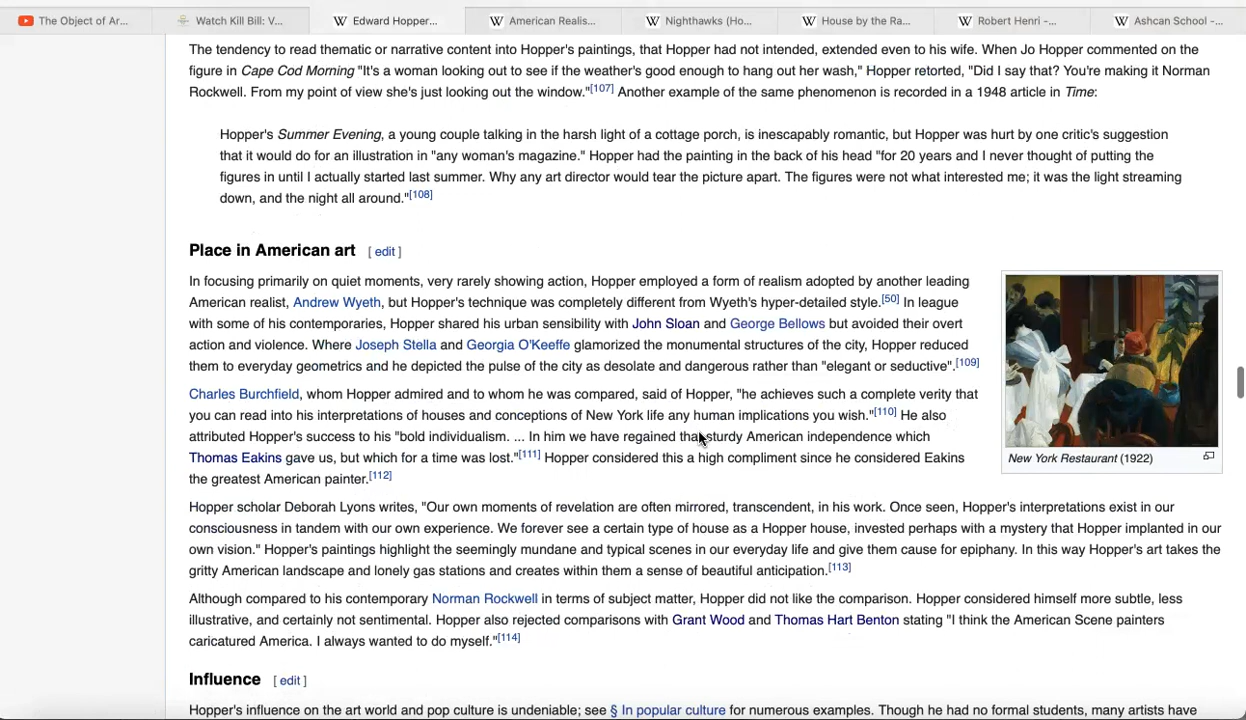 The Object of Ar...
Watch Kill Bill: V...
Edward Hopper...
American Realis...
Nighthawks (Ho...
House by the Ra...
Robert Henri -...
Ashcan School -...
The tendency to read thematic or narrative content into Hopper's paintings, that Hopper had not intended, extended even to his wife. When Jo Hopper commented on the
figure in Cape Cod Morning "It's a woman looking out to see if the weather's good enough to hang out her wash," Hopper retorted, "Did I say that? You're making it Norman
Rockwell. From my point of view she's just looking out the window."[107] Another example of the same phenomenon is recorded in a 1948 article in Time:
Hopper's Summer Evening, a young couple talking in the harsh light of a cottage porch, is inescapably romantic, but Hopper was hurt by one critic's suggestion
that it would do for an illustration in "any woman's magazine." Hopper had the painting in the back of his head "for 20 years and I never thought of putting the
figures in until I actually started last summer. Why any art director would tear the picture apart. The figures were not what interested me; it was the light streaming
down, and the night all around."[108]
Place in American art [ edit ]
In focusing primarily on quiet moments, very rarely showing action, Hopper employed a form of realism adopted by another leading
American realist, Andrew Wyeth, but Hopper's technique was completely different from Wyeth's hyper-detailed style.[50] In league
with some of his contemporaries, Hopper shared his urban sensibility with John Sloan and George Bellows but avoided their overt
action and violence. Where Joseph Stella and Georgia O'Keeffe glamorized the monumental structures of the city, Hopper reduced
them to everyday geometrics and he depicted the pulse of the city as desolate and dangerous rather than "elegant or seductive".[109]
Charles Burchfield, whom Hopper admired and to whom he was compared, said of Hopper, "he achieves such a complete verity that
you can read into his interpretations of houses and conceptions of New York life any human implications you wish."[110] He also
attributed Hopper's success to his "bold individualism. ... In him we have regained that sturdy American independence which
Thomas Eakins gave us, but which for a time was lost."[111] Hopper considered this a high compliment since he considered Eakins
the greatest American painter.[112]
New York Restaurant (1922)
Hopper scholar Deborah Lyons writes, "Our own moments of revelation are often mirrored, transcendent, in his work. Once seen, Hopper's interpretations exist in our
consciousness in tandem with our own experience. We forever see a certain type of house as a Hopper house, invested perhaps with a mystery that Hopper implanted in our
own vision." Hopper's paintings highlight the seemingly mundane and typical scenes in our everyday life and give them cause for epiphany. In this way Hopper's art takes the
gritty American landscape and lonely gas stations and creates within them a sense of beautiful anticipation.[113]
Although compared to his contemporary Norman Rockwell in terms of subject matter, Hopper did not like the comparison. Hopper considered himself more subtle, less
illustrative, and certainly not sentimental. Hopper also rejected comparisons with Grant Wood and Thomas Hart Benton stating "I think the American Scene painters
caricatured America. I always wanted to do myself."[114]
Influence [ edit ]
Hopper's influence on the art world and pop culture is undeniable; see § In popular culture for numerous examples. Though he had no formal students, many artists have